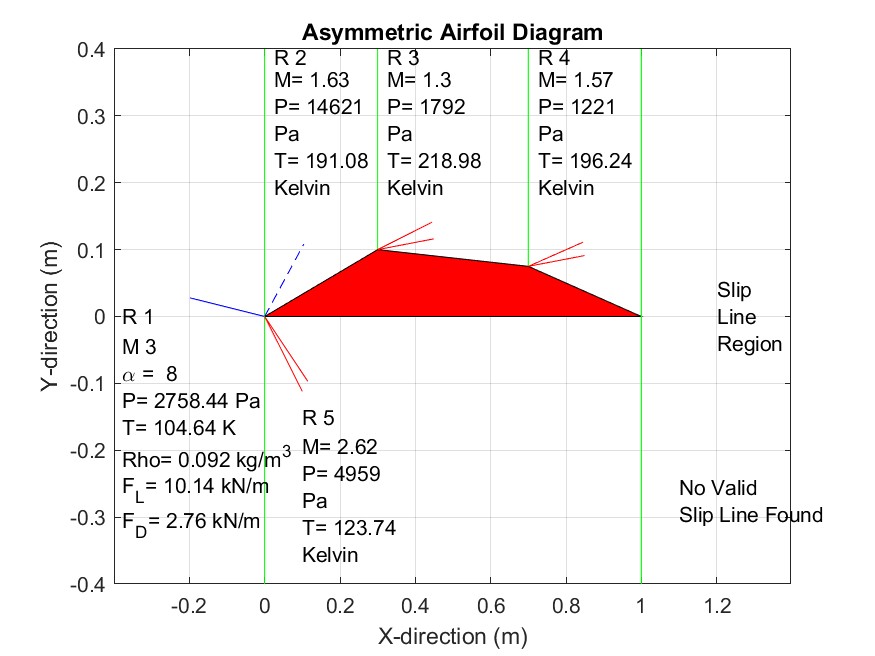 Asymmetric Airfoil Diagram
0.4
0.3
0.2
0.1
0
-0.1
-0.2
-0.3
-0.4
Y-direction (m)
R 2
M= 1.63
P= 14621
Pa
T= 191.08
Kelvin
R 3
M= 1.3
P= 1792
Pa
T= 218.98
Kelvin
R 4
M= 1.57
P= 1221
Pa
T= 196.24
Kelvin
R 1
M 3
α = 8
P= 2758.44 Pa
T= 104.64 K
Rho= 0.092 kg/m³
F_L= 10.14 kN/m
F_D= 2.76 kN/m
R 5
M= 2.62
P= 4959
Pa
T= 123.74
Kelvin
Slip
Line
Region
No Valid
Slip Line Found
-0.2 0 0.2 0.4 0.6 0.8 1 1.2
X-direction (m)